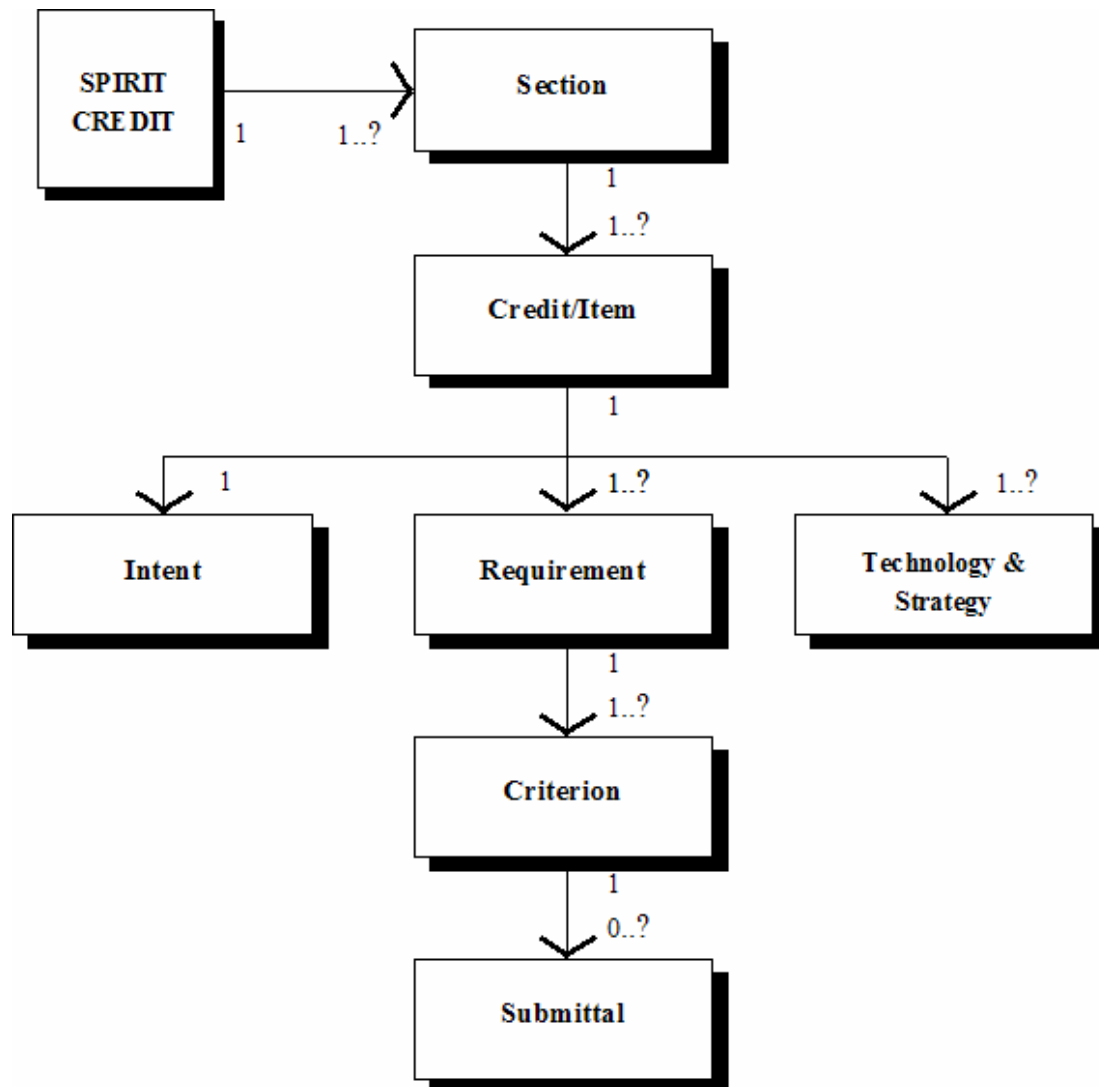 SPIRIT
CREDIT
Section
1
1..?
1
1..?
Credit/Item
1
1
1..?
1..?
Intent
Requirement
Technology &
Strategy
1
1..?
Criterion
1
0..?
Submittal